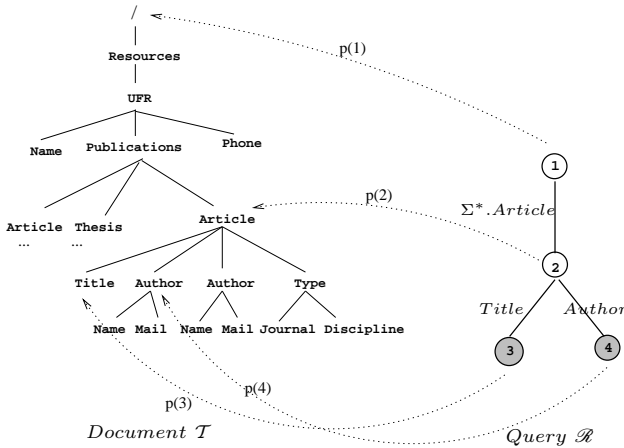 /
p(1)
Resources
UFR
Name Publications Phone
1
p(2)
Σ*.Article
Article Thesis Article
... ...
2
Title Author Author Type
Title Author
Name Mail Name Mail Journal Discipline
3 4
p(3) p(4)
Document 𝒯 Query ℛ